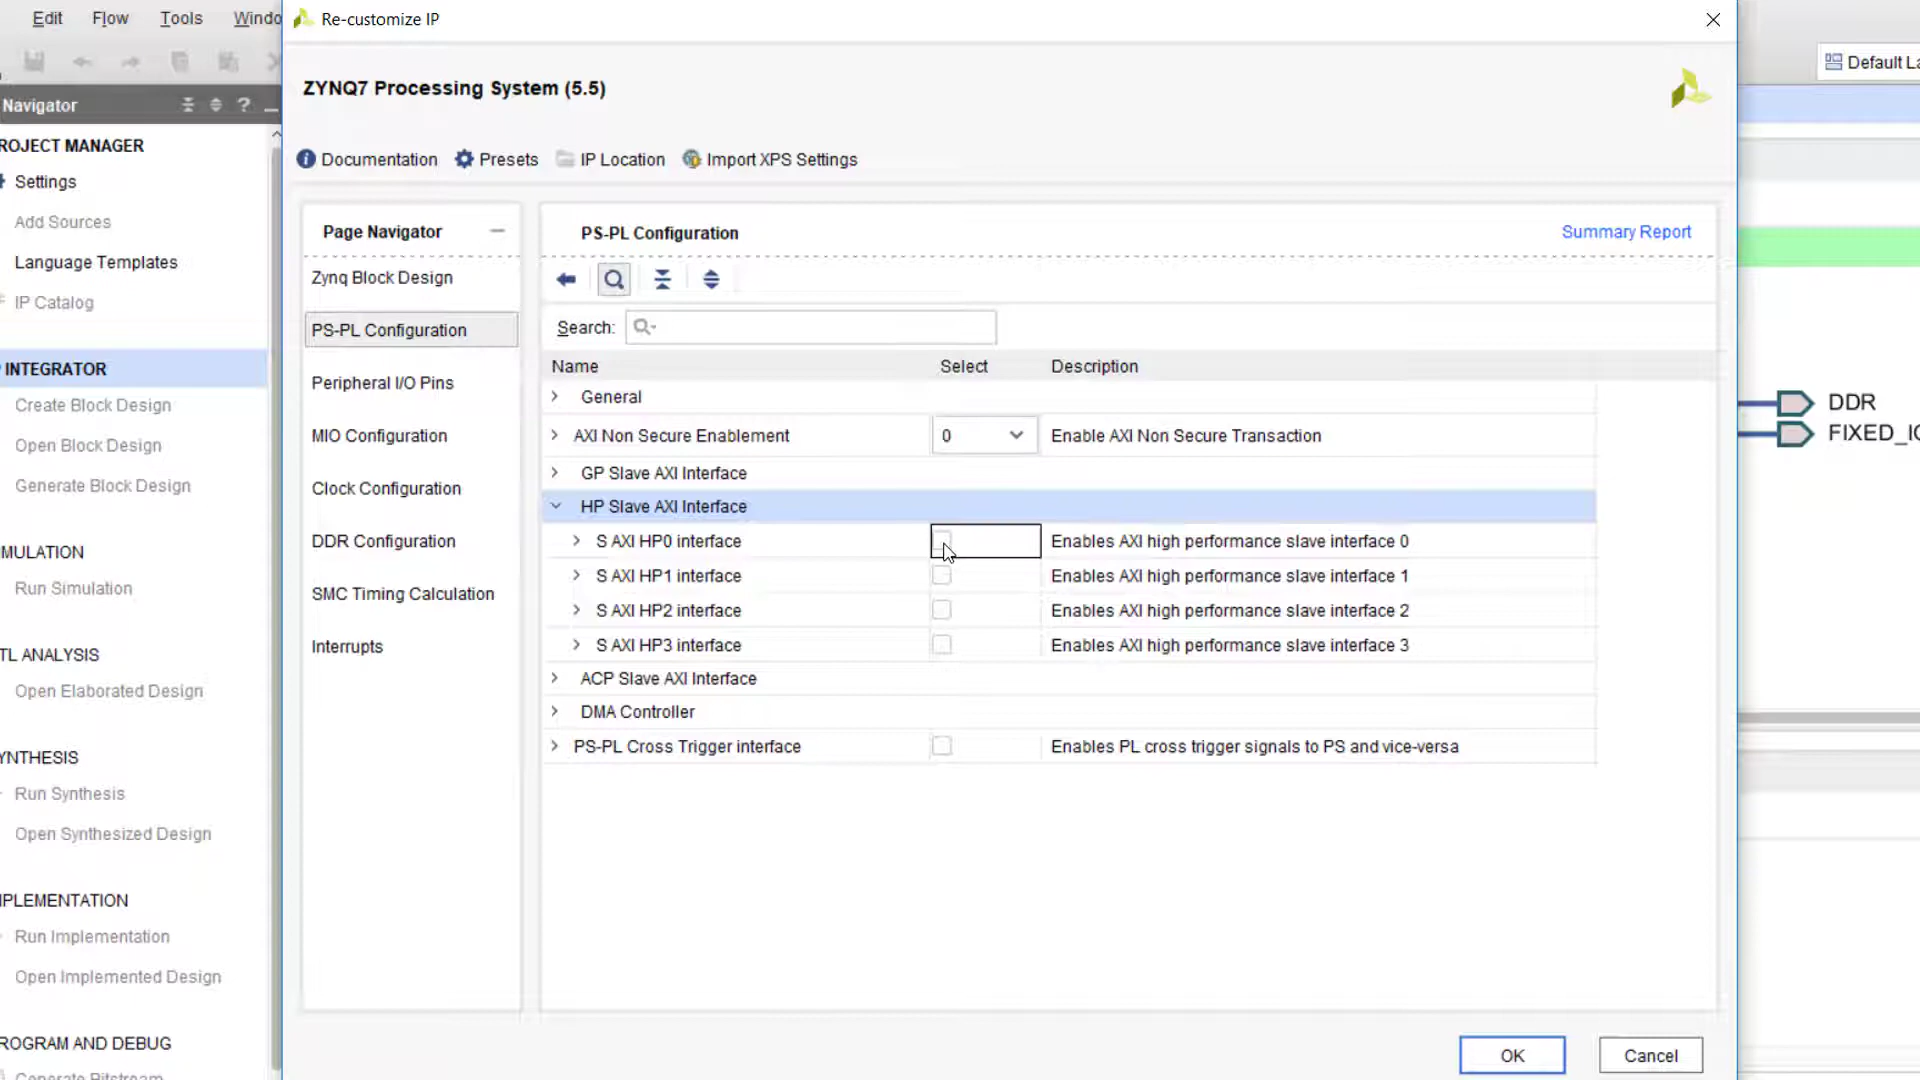 Edit Flow Tools Windo
Re-customize IP
Default La
ZYNQ7 Processing System (5.5)
Navigator ?
Documentation Presets IP Location Import XPS Settings
ROJECT MANAGER
Settings
Add Sources
Language Templates
IP Catalog
INTEGRATOR
Create Block Design
Open Block Design
Generate Block Design
MULATION
Run Simulation
TL ANALYSIS
Open Elaborated Design
YNTHESIS
Run Synthesis
Open Synthesized Design
PLEMENTATION
Run Implementation
Open Implemented Design
ROGRAM AND DEBUG
Generate Bitstream
Page Navigator
Zynq Block Design
PS-PL Configuration
Peripheral I/O Pins
MIO Configuration
Clock Configuration
DDR Configuration
SMC Timing Calculation
Interrupts
PS-PL Configuration Summary Report
Search:
Name Select Description
General
AXI Non Secure Enablement 0 Enable AXI Non Secure Transaction
GP Slave AXI Interface
HP Slave AXI Interface
S AXI HP0 interface Enables AXI high performance slave interface 0
S AXI HP1 interface Enables AXI high performance slave interface 1
S AXI HP2 interface Enables AXI high performance slave interface 2
S AXI HP3 interface Enables AXI high performance slave interface 3
ACP Slave AXI Interface
DMA Controller
PS-PL Cross Trigger interface Enables PL cross trigger signals to PS and vice-versa
DDR
FIXED_IO
OK Cancel